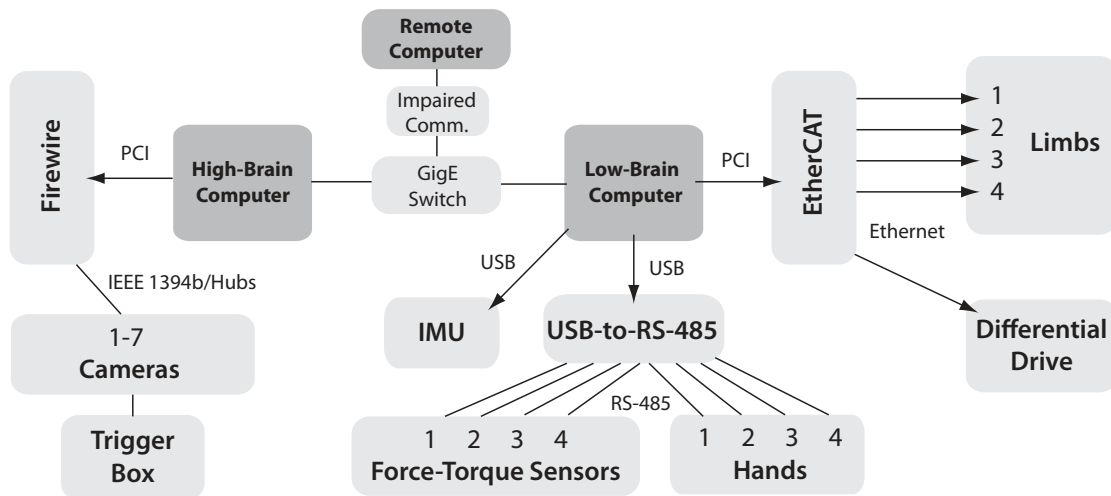 Remote
Computer
Impaired
Comm.
GigE
Switch
Firewire
PCI
High-Brain
Computer
Low-Brain
Computer
PCI
EtherCAT
1
2
3
4
Limbs
Ethernet
Differential
Drive
IEEE 1394b/Hubs
1-7
Cameras
Trigger
Box
USB
USB
IMU
USB-to-RS-485
RS-485
1 2 3 4
Force-Torque Sensors
1 2 3 4
Hands